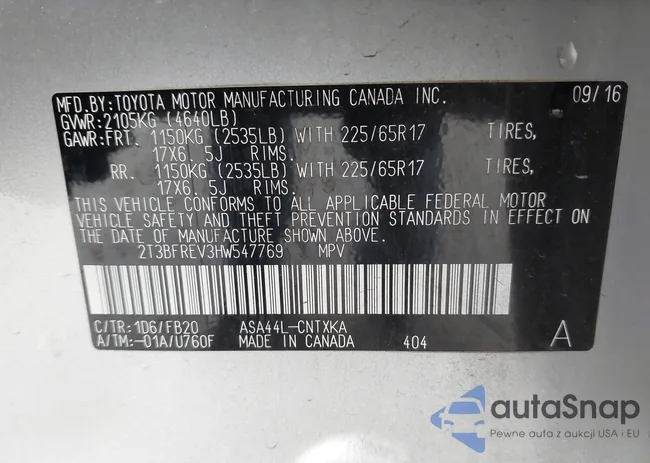 MFD.BY:TOYOTA MOTOR MANUFACTURING CANADA INC. 09/16
GVWR:2105KG (4640LB)
GAWR:FRT. 1150KG (2535LB) WITH 225/65R17 TIRES,
17X6. 5J RIMS.
RR. 1150KG (2535LB) WITH 225/65R17 TIRES,
17X6. 5J RIMS.
THIS VEHICLE CONFORMS TO ALL APPLICABLE FEDERAL MOTOR
VEHICLE SAFETY AND THEFT PREVENTION STANDARDS IN EFFECT ON
THE DATE OF MANUFACTURE SHOWN ABOVE.
2T3BFREV3HW547769 MPV
C/TR:1D6/FB20 ASA44L-CNTXKA
A/TM:-01A/U760F MADE IN CANADA 404 A
autaSnap
Pewne auta z aukcji USA i EU